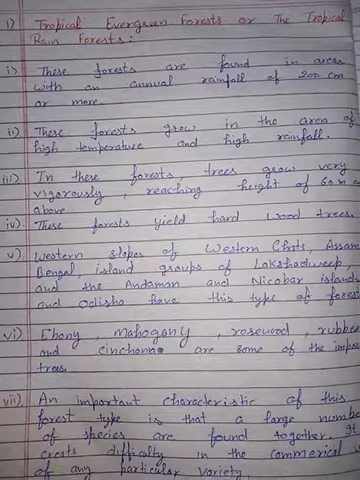 1) Tropical Evergreen Forests or The Tropical
Rain Forests:
i) These forests are found in areas
with an annual rainfall of 200 cm
or more.
ii) These forests grow in the area of
high temperature and high rainfall.
iii) In these forests, trees grow very
vigorously, reaching height of 60 m
above
iv) These forests yield hard wood trees.
v) Western slopes of Western Ghats, Assam
Bengal, island groups of Lakshadweep,
and the Andaman and Nicobar islands
and Odisha have this type of forest
vi) Ebony, mahogany, rosewood, rubber
and cinchona are some of the impor
trees
vii) An important characteristic of this
forest type is that a large numbe
of species are found together. It
creats difficulty in the commerical
of any particular variety.